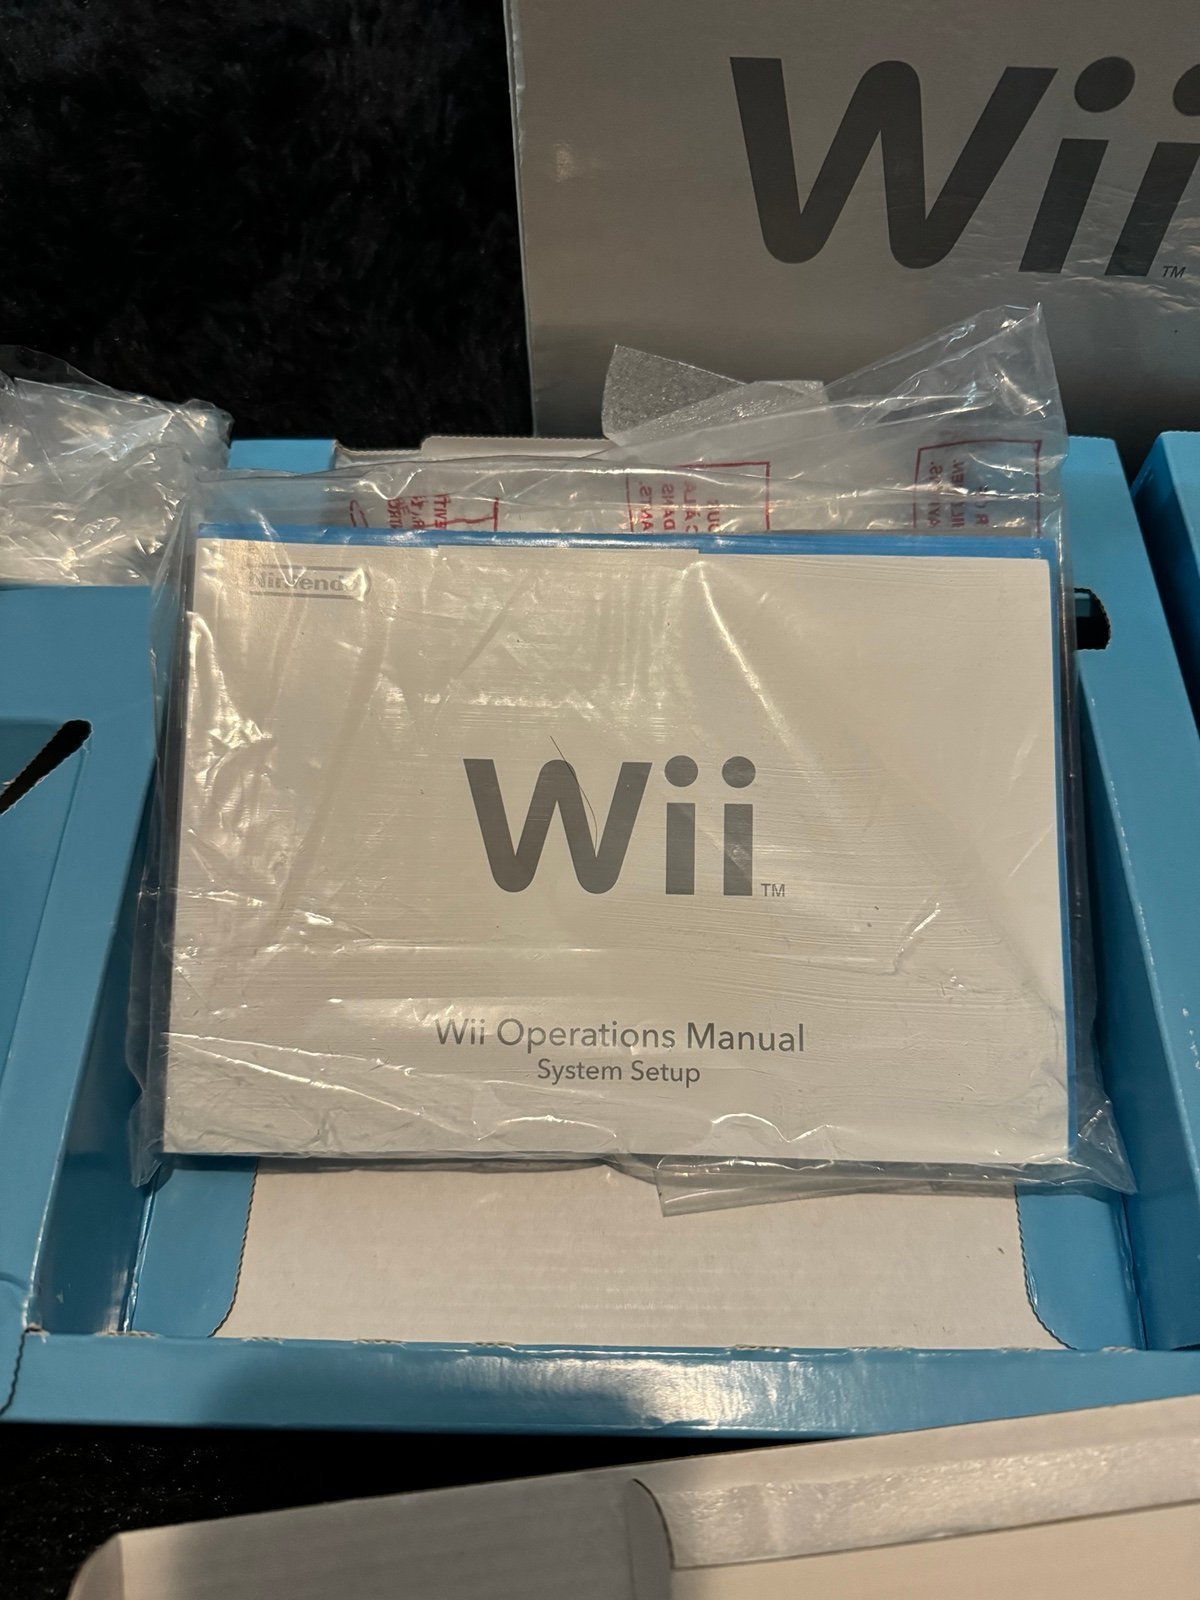 Wii
TM
Nintendo
Wii
TM
Wii Operations Manual
System Setup